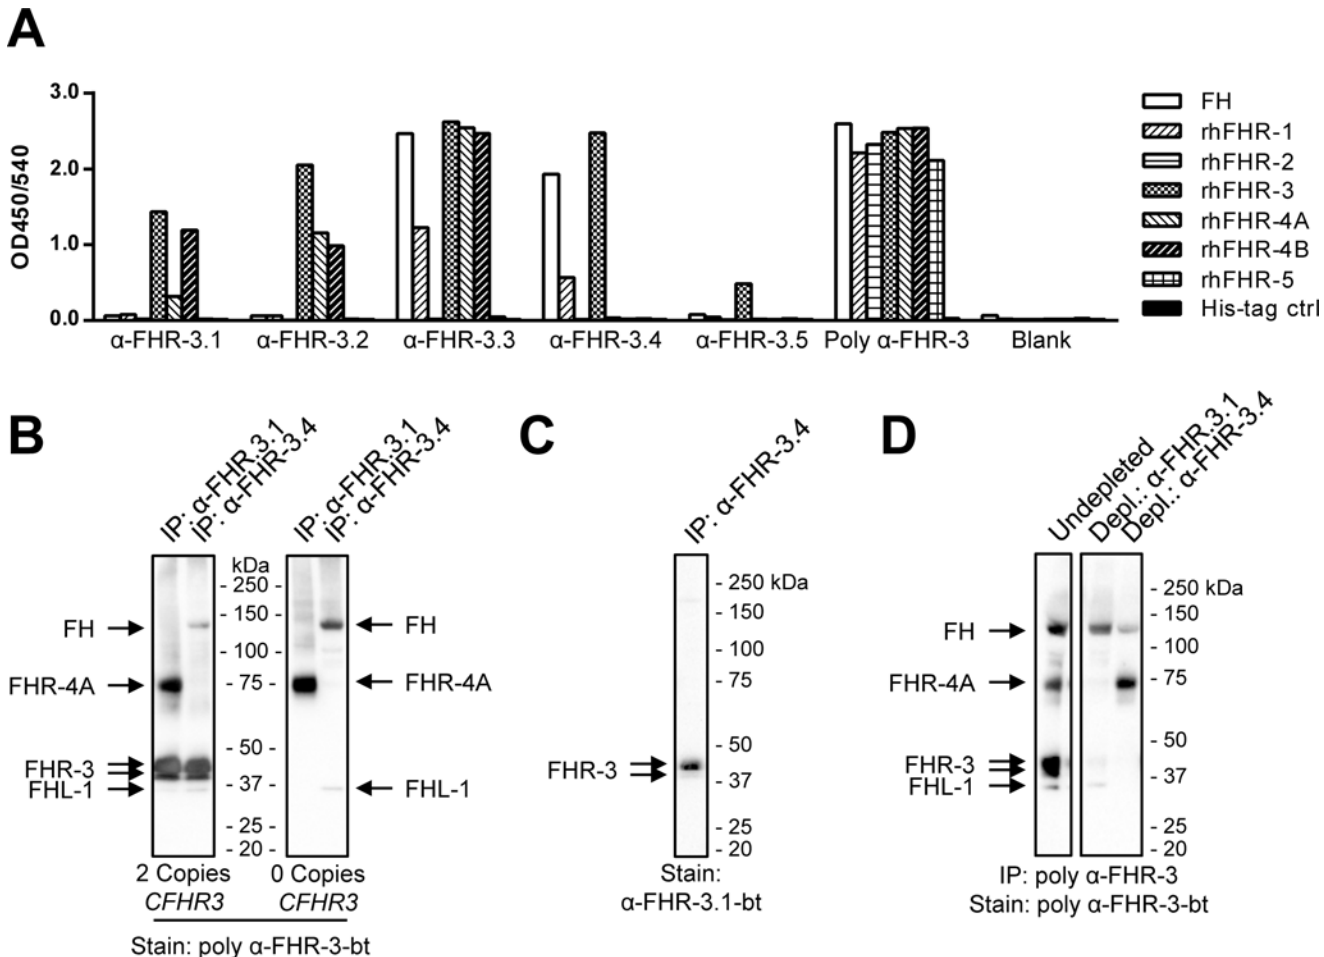 A
3.0
2.0
1.0
0.0
OD450/540
α-FHR-3.1
α-FHR-3.2
α-FHR-3.3
α-FHR-3.4
α-FHR-3.5
Poly α-FHR-3
Blank
FH
rhFHR-1
rhFHR-2
rhFHR-3
rhFHR-4A
rhFHR-4B
rhFHR-5
His-tag ctrl
B
IP: α-FHR.3.1
IP: α-FHR-3.4
IP: α-FHR.3.1
IP: α-FHR-3.4
FH
FHR-4A
FHR-3
FHL-1
kDa
- 250 -
- 150 -
- 100 -
- 75 -
- 50 -
- 37 -
- 25 -
- 20 -
FH
FHR-4A
FHL-1
2 Copies
CFHR3
0 Copies
CFHR3
Stain: poly α-FHR-3-bt
C
IP: α-FHR-3.4
FHR-3
- 250 kDa
- 150
- 100
- 75
- 50
- 37
- 25
- 20
Stain:
α-FHR-3.1-bt
D
Undepleted
Depl.: α-FHR.3.1
Depl.: α-FHR-3.4
FH
FHR-4A
FHR-3
FHL-1
- 250 kDa
- 150
- 100
- 75
- 50
- 37
- 25
- 20
IP: poly α-FHR-3
Stain: poly α-FHR-3-bt